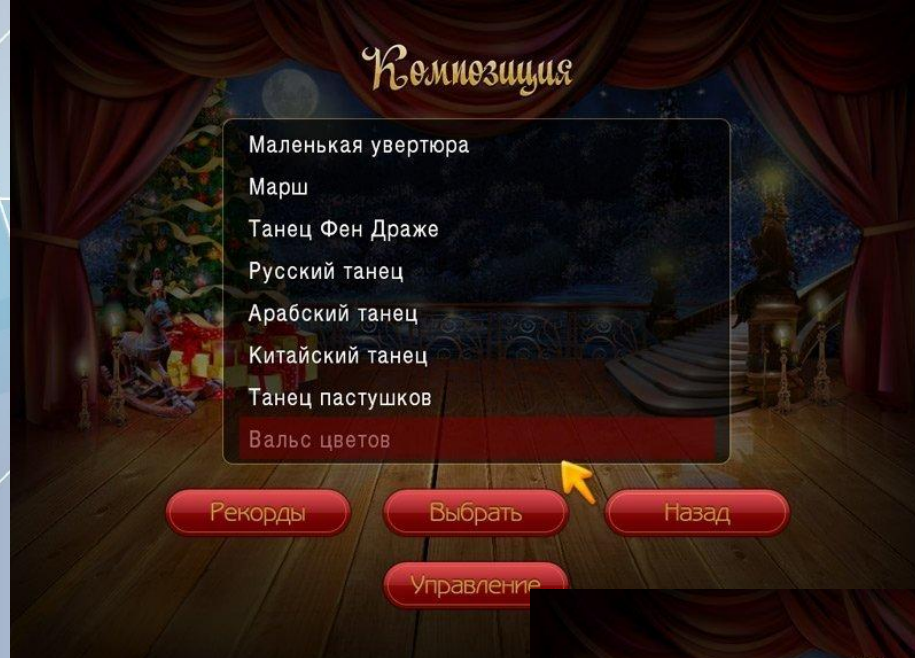 Композиция
Маленькая увертюра
Марш
Танец Фен Драже
Русский танец
Арабский танец
Китайский танец
Танец пастушков
Вальс цветов
Рекорды
Выбрать
Назад
Управление